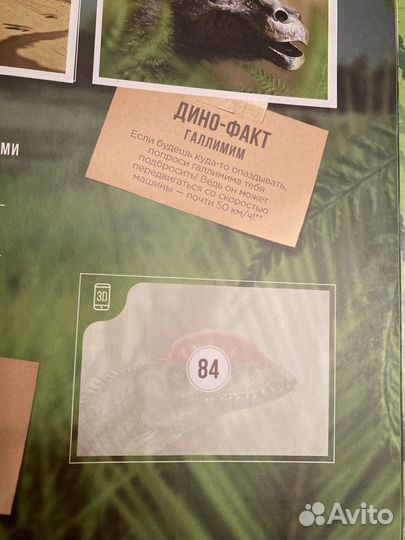 ДИНО-ФАКТ
ГАЛЛИМИМ
МИ
Если будешь куда-то опаздывать,
попроси галлимима тебя
подбросить! Ведь он может
передвигаться со скоростью
машины — почти 50 км/ч!**
3D
84
Avito